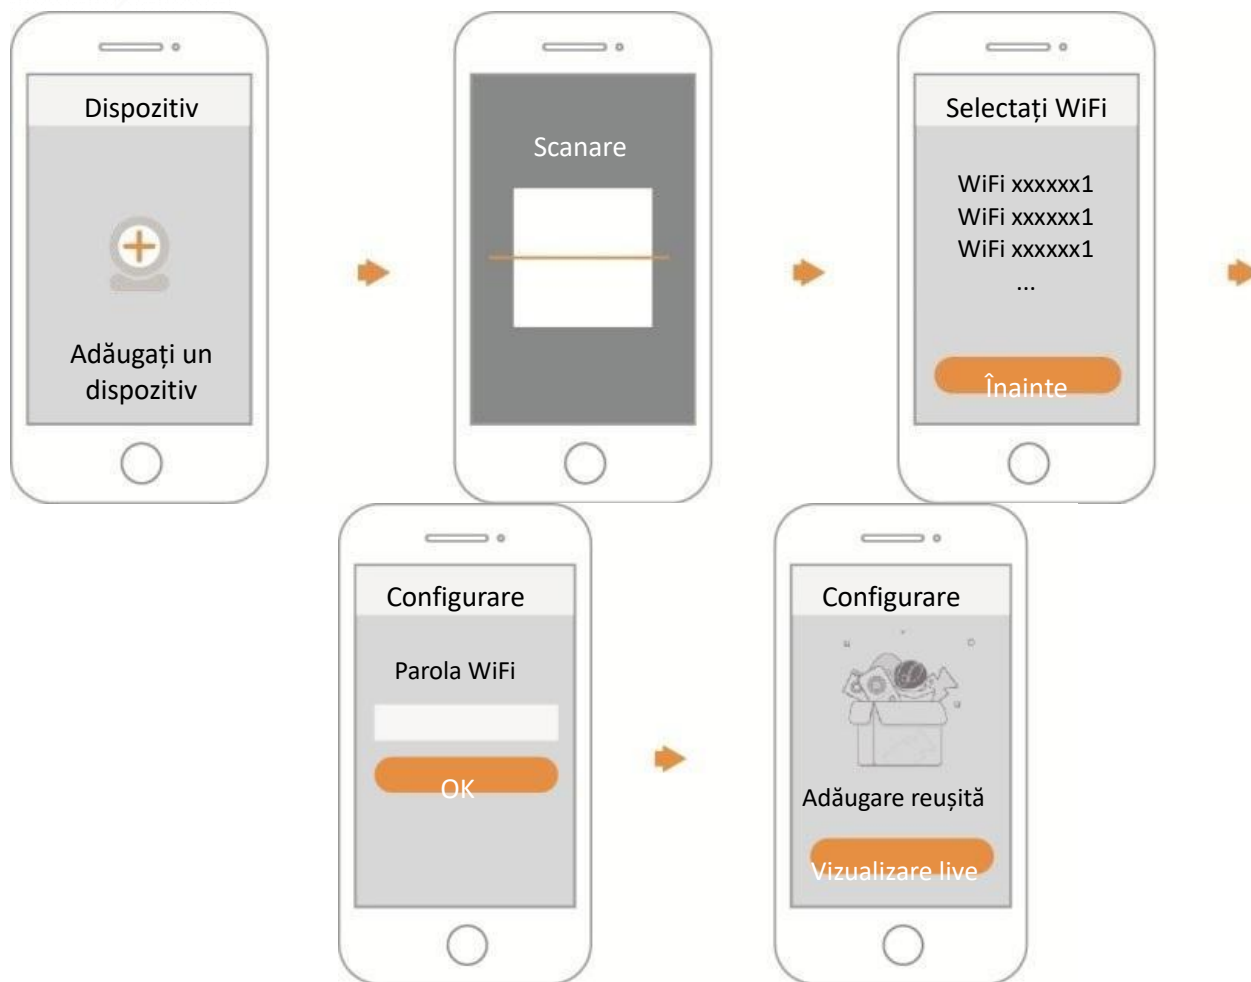 Dispozitiv
Adăugați un
dispozitiv
Scanare
Selectați WiFi
WiFi xxxxxx1
WiFi xxxxxx1
WiFi xxxxxx1
...
Înainte
Configurare
Parola WiFi
OK
Configurare
Adăugare reușită
Vizualizare live